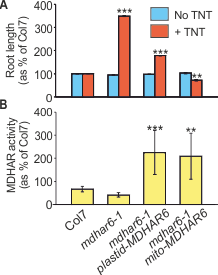 A
No TNT
+ TNT
Root length
(as % of Col7)
400
300
200
100
0
***
***
**
B
MDHAR activity
(as % of Col7)
400
300
200
100
0
***
**
Col7
mdhar6-1
mdhar6-1
plastid-MDHAR6
mdhar6-1
mito-MDHAR6